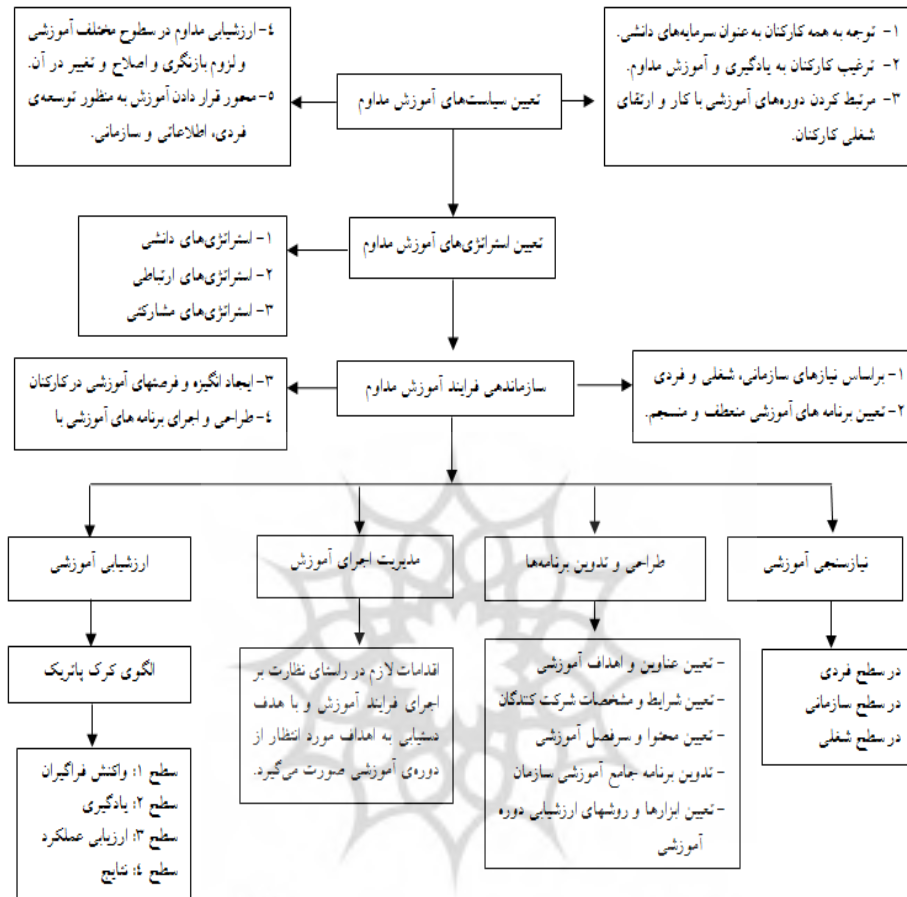 ۱- توجه به همه کارکنان به عنوان سرمایه‌های دانشی.
۲- ترغیب کارکنان به یادگیری و آموزش مداوم.
۳- مرتبط کردن دوره‌های آموزشی با کار و ارتقای
شغلی کارکنان.
تعیین سیاست‌های آموزش مداوم
۴- ارزشیابی مداوم در سطوح مختلف آموزشی
و لزوم بازنگری و اصلاح و تغییر در آن.
۵- محور قرار دادن آموزش به منظور توسعه‌ی
فردی، اطلاعاتی و سازمانی.
تعیین استراتژی‌های آموزش مداوم
۱- استراتژی‌های دانشی
۲- استراتژی‌های ارتباطی
۳- استراتژی‌های مشارکتی
۱- براساس نیازهای سازمانی، شغلی و فردی
۲- تعیین برنامه های آموزشی منعطف و منسجم.
سازماندهی فرایند آموزش مداوم
۳- ایجاد انگیزه و فرصتهای آموزشی در کارکنان
۴- طراحی و اجرای برنامه های آموزشی با
نیازسنجی آموزشی
طراحی و تدوین برنامه‌ها
مدیریت اجرای آموزش
ارزشیابی آموزشی
در سطح فردی
در سطح سازمانی
در سطح شغلی
- تعیین عناوین و اهداف آموزشی
- تعیین شرایط و مشخصات شرکت کنندگان
- تعیین محتوا و سرفصل آموزشی
- تدوین برنامه جامع آموزشی سازمان
- تعیین ابزارها و روشهای ارزشیابی دوره
آموزشی
اقدامات لازم در راستای نظارت بر
اجرای فرایند آموزش و با هدف
دستیابی به اهداف مورد انتظار از
دوره‌ی آموزشی صورت می‌گیرد.
الگوی کرک پاتریک
سطح ۱: واکنش فراگیران
سطح ۲: یادگیری
سطح ۳: ارزیابی عملکرد
سطح ۴: نتایج